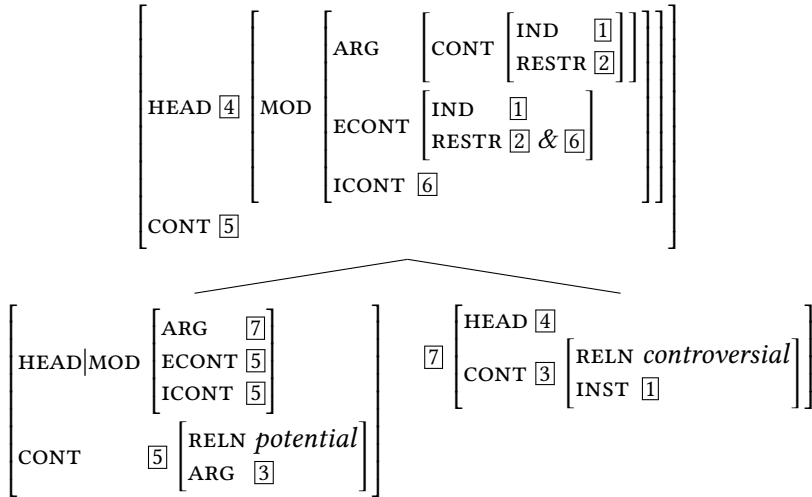 HEAD 4 MOD ARG CONT IND 1
RESTR 2
ECONT IND 1
RESTR 2 & 6
ICONT 6
CONT 5
HEAD|MOD ARG 7
ECONT 5
ICONT 5
CONT 5 RELN potential
ARG 3
7 HEAD 4
CONT 3 RELN controversial
INST 1